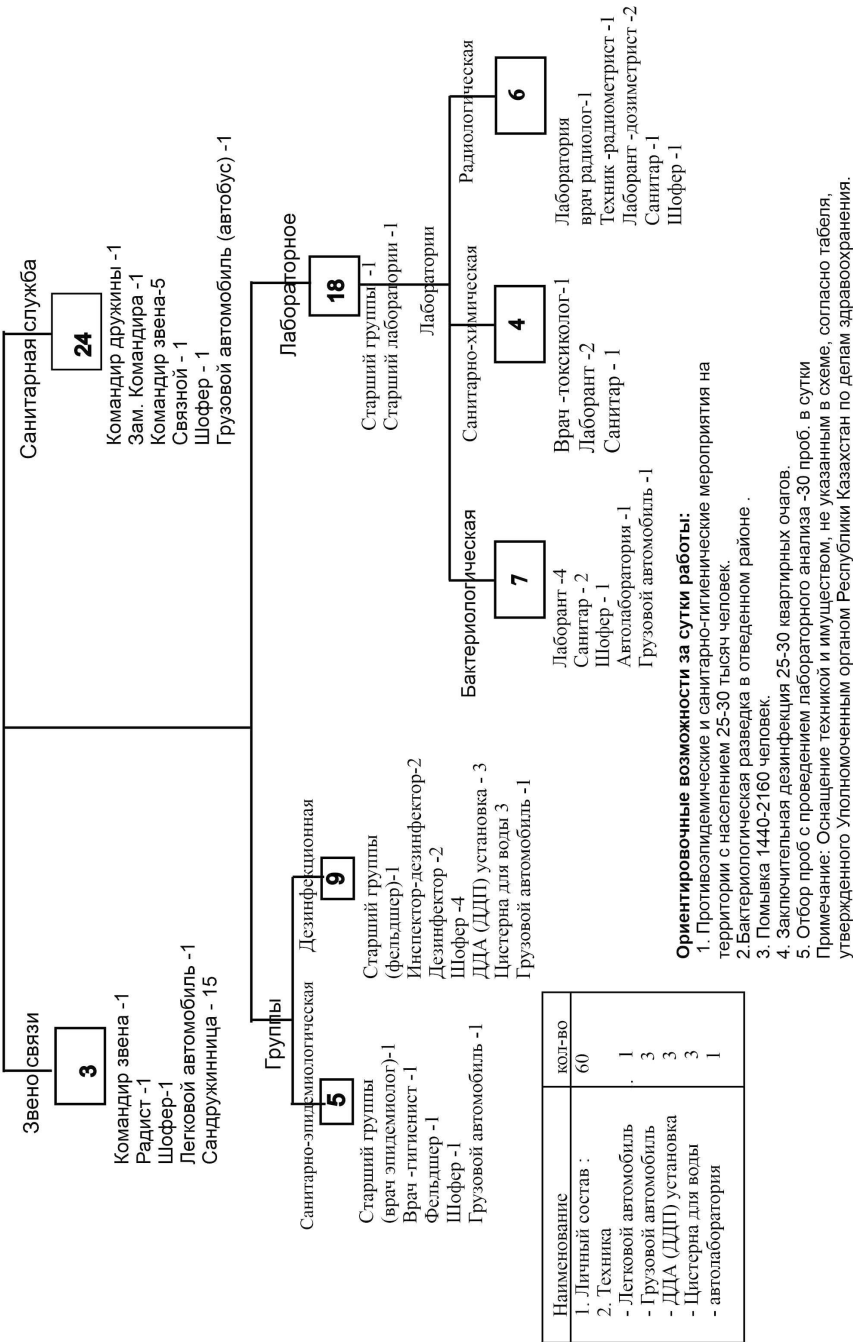 Звено связи
3
Командир звена -1
Радист -1
Шофер-1
Легковой автомобиль -1
Сандружинница - 15
Санитарная служба
24
Командир дружины -1
Зам. Командира -1
Командир звена-5
Связной - 1
Шофер - 1
Грузовой автомобиль (автобус) -1
Группы
Санитарно-эпидемиологическая
5
Старший группы
(врач эпидемиолог)-1
Врач -гигиенист -1
Фельдшер -1
Шофер -1
Грузовой автомобиль -1
Дезинфекционная
9
Старший группы
(фельдшер)-1
Инспектор-дезинфектор-2
Дезинфектор -2
Шофер -4
ДДА (ДДП) установка - 3
Цистерна для воды 3
Грузовой автомобиль -1
Лабораторное
18
Старший группы -1
Старший лаборатории -1
Лаборатории
Бактериологическая
7
Лаборант -4
Санитар - 2
Шофер - 1
Автолаборатория -1
Грузовой автомобиль -1
Санитарно-химическая
4
Врач -токсиколог-1
Лаборант -2
Санитар - 1
Радиологическая
6
Лаборатория
врач радиолог-1
Техник -радиометрист -1
Лаборант -дозиметрист -2
Санитар -1
Шофер -1
Наименование кол-во
1. Личный состав : 60
2. Техника
- Легковой автомобиль . 1
- Грузовой автомобиль 3
- ДДА (ДДП) установка 3
- Цистерна для воды 3
- автолаборатория 1
Ориентировочные возможности за сутки работы:
1. Противоэпидемические и санитарно-гигиенические мероприятия на
территории с населением 25-30 тысяч человек.
2.Бактериологическая разведка в отведенном районе .
3. Помывка 1440-2160 человек.
4. Заключительная дезинфекция 25-30 квартирных очагов.
5. Отбор проб с проведением лабораторного анализа -30 проб. в сутки
Примечание: Оснащение техникой и имуществом, не указанным в схеме, согласно табеля,
утвержденного Уполномоченным органом Республики Казахстан по делам здравоохранения.